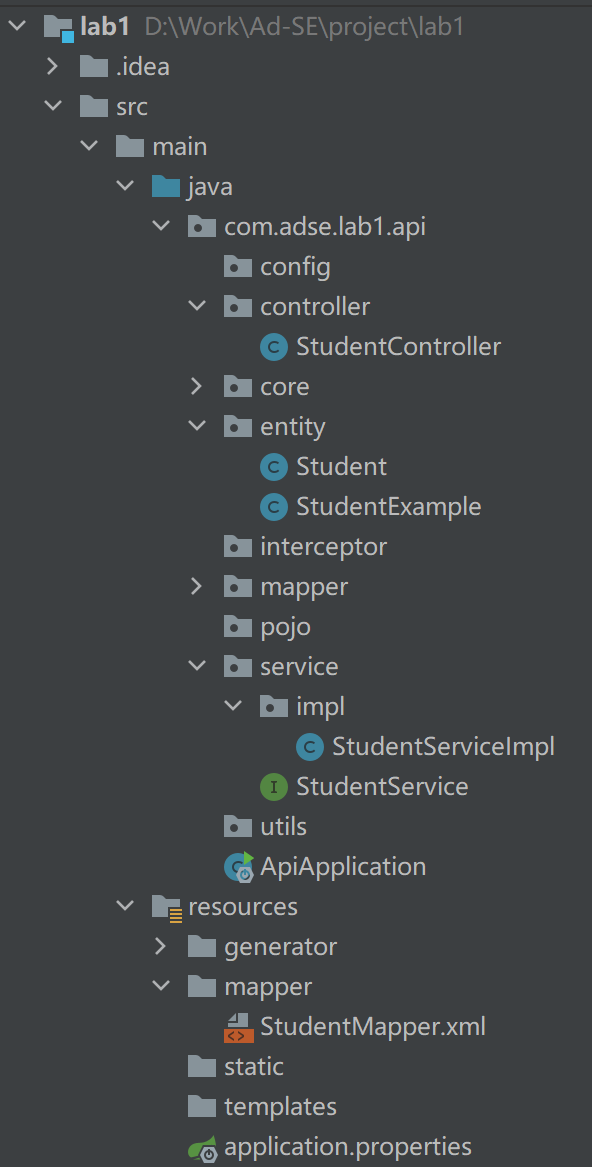 lab1 D:\Work\Ad-SE\project\lab1
.idea
src
main
java
com.adse.lab1.api
config
controller
StudentController
core
entity
Student
StudentExample
interceptor
mapper
pojo
service
impl
StudentServiceImpl
StudentService
utils
ApiApplication
resources
generator
mapper
StudentMapper.xml
static
templates
application.properties